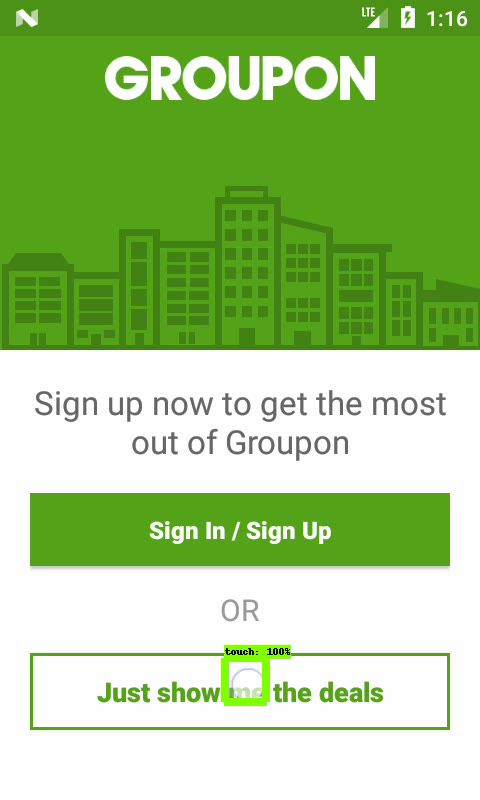 LTE 1:16
GROUPON
Sign up now to get the most
out of Groupon
Sign In / Sign Up
OR
touch: 100%
Just show me the deals